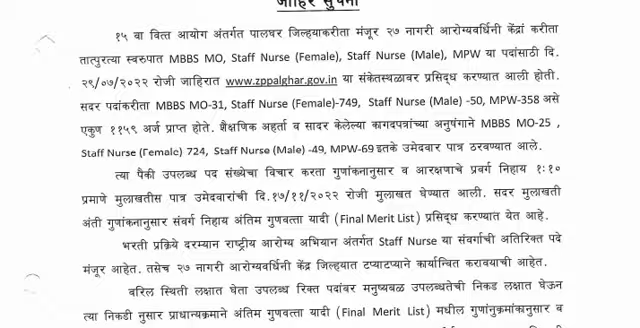 जाहिर सुचना
१५ वा वित्त आयोग अंतर्गत पालघर जिल्हयाकरीता मंजूर २७ नागरी आरोग्यवर्धिनी केंद्रां करीता
तात्पुरत्या स्वरुपात MBBS MO, Staff Nurse (Female), Staff Nurse (Male), MPW या पदांसाठी दि.
२९/०७/२०२२ रोजी जाहिरात www.zppalghar.gov.in या संकेतस्थळावर प्रसिद्ध करण्यात आली होती.
सदर पदांकरीता MBBS MO-31, Staff Nurse (Female)-749, Staff Nurse (Male) -50, MPW-358 असे
एकुण ११५९ अर्ज प्राप्त होते. शैक्षणिक अहर्ता व सादर केलेल्या कागदपत्रांच्या अनुषंगाने MBBS MO-25 ,
Staff Nurse (Female) 724, Staff Nurse (Male) -49, MPW-69 इतके उमेदवार पात्र ठरवण्यात आले.
त्या पैकी उपलब्ध पद संख्येचा विचार करता गुणांकनानुसार व आरक्षणाचे प्रवर्ग निहाय १:१०
प्रमाणे मुलाखतीस पात्र उमेदवारांची दि.१७/११/२०२२ रोजी मुलाखत घेण्यात आली. सदर मुलाखती
अंती गुणांकनानुसार संवर्ग निहाय अंतिम गुणवत्ता यादी (Final Merit List) प्रसिद्ध करण्यात येत आहे.
भरती प्रक्रिये दरम्यान राष्ट्रीय आरोग्य अभियान अंतर्गत Staff Nurse या संवर्गाची अतिरिक्त पदे
मंजूर आहेत. तसेच २७ नागरी आरोग्यवर्धिनी केंद्र जिल्हयात टप्याटप्याने कार्यान्वित करावयाची आहेत.
वरिल स्थिती लक्षात घेता उपलब्ध रिक्त पदांवर मनुष्यबळ उपलब्धतेची निकड लक्षात घेऊन
त्या निकडी नुसार प्राधान्यक्रमाने अंतिम गुणवत्ता यादी (Final Merit List) मधील गुणांनुक्रमांकानुसार व